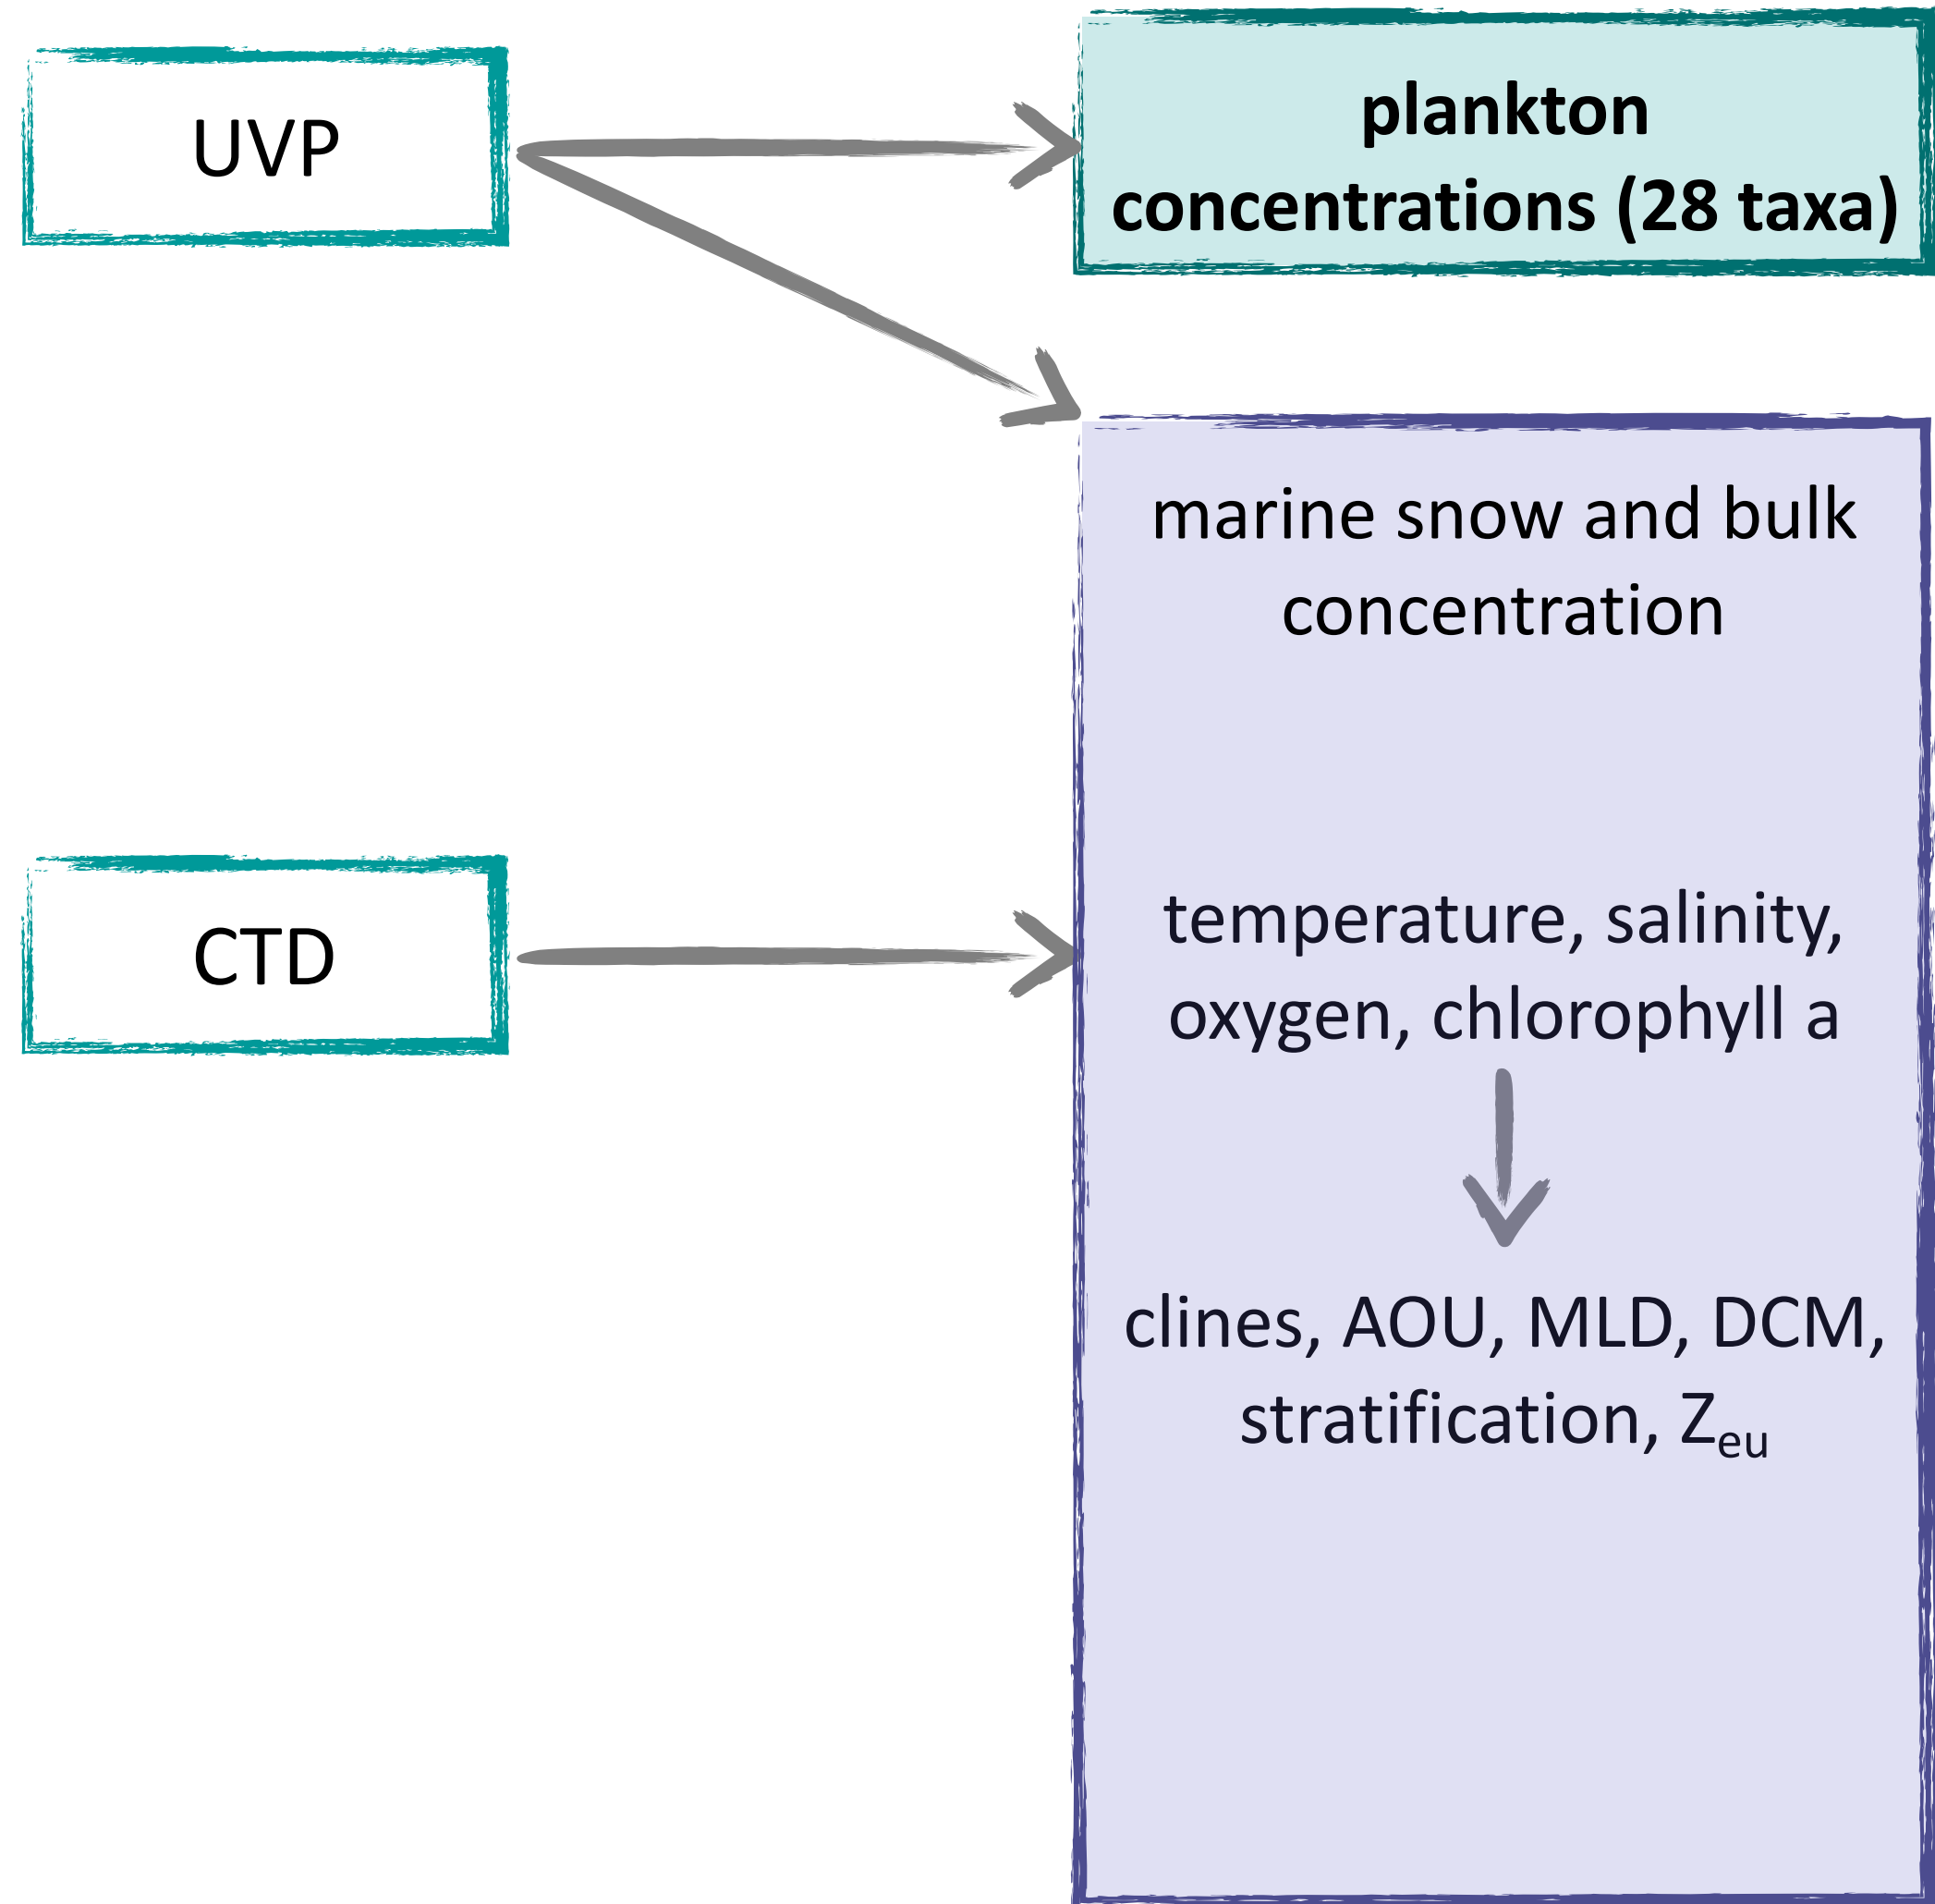 UVP
plankton
concentrations (28 taxa)
marine snow and bulk
concentration
CTD
temperature, salinity,
oxygen, chlorophyll a
clines, AOU, MLD, DCM,
stratification, Zeu